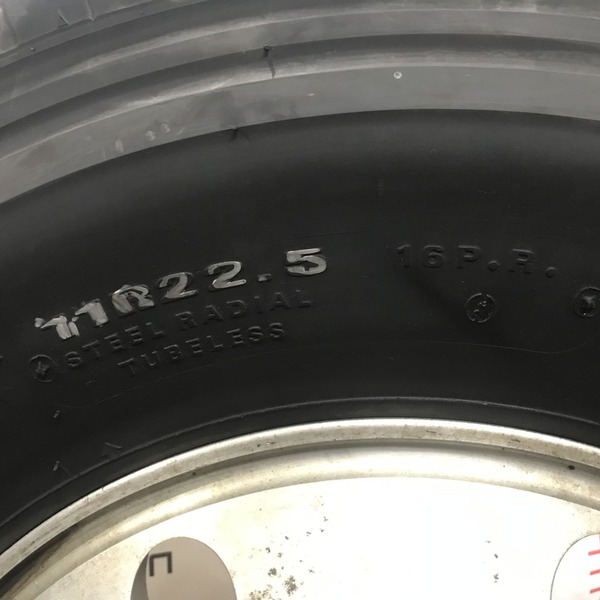 11R22.5
16P.R.
STEEL RADIAL
TUBELESS